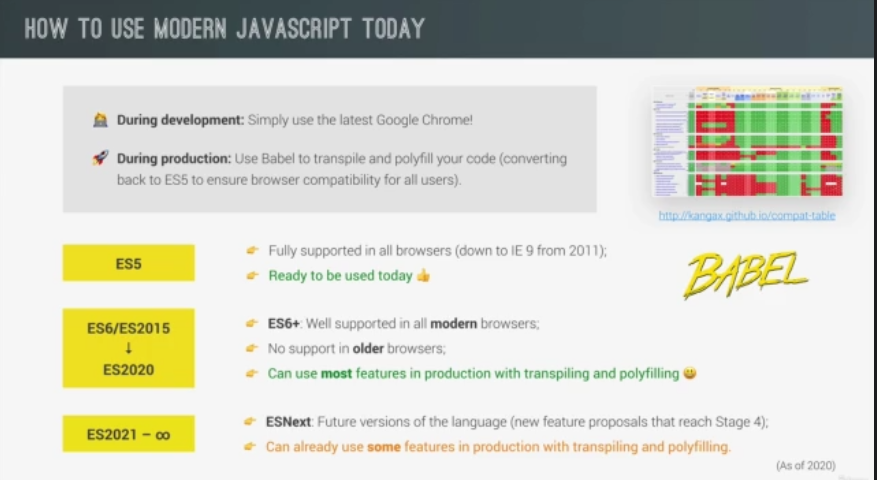 HOW TO USE MODERN JAVASCRIPT TODAY
During development: Simply use the latest Google Chrome!
During production: Use Babel to transpile and polyfill your code (converting
back to ES5 to ensure browser compatibility for all users).
http://kangax.github.io/compat-table
ES5
Fully supported in all browsers (down to IE 9 from 2011);
Ready to be used today 👍
BABEL
ES6/ES2015
↓
ES2020
ES6+: Well supported in all modern browsers;
No support in older browsers;
Can use most features in production with transpiling and polyfilling 😃
ES2021 – ∞
ESNext: Future versions of the language (new feature proposals that reach Stage 4);
Can already use some features in production with transpiling and polyfilling.
(As of 2020)